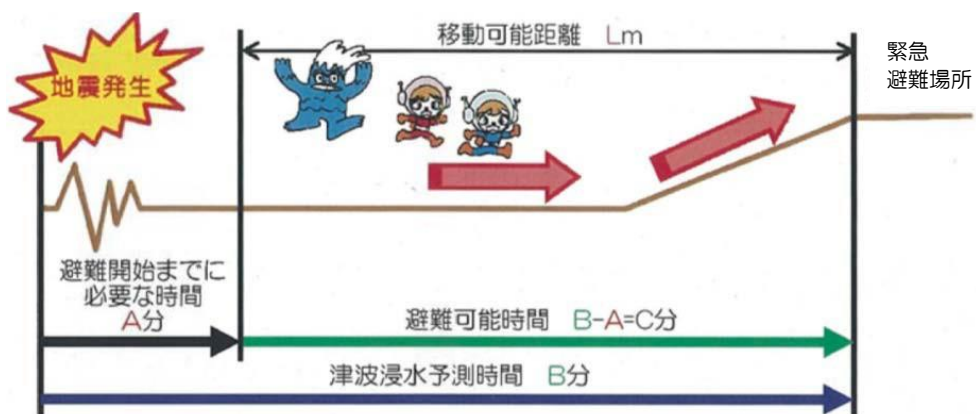 移動可能距離 Lm
緊急
避難場所
地震発生
避難開始までに
必要な時間
A分
避難可能時間 B-A=C分
津波浸水予測時間 B分